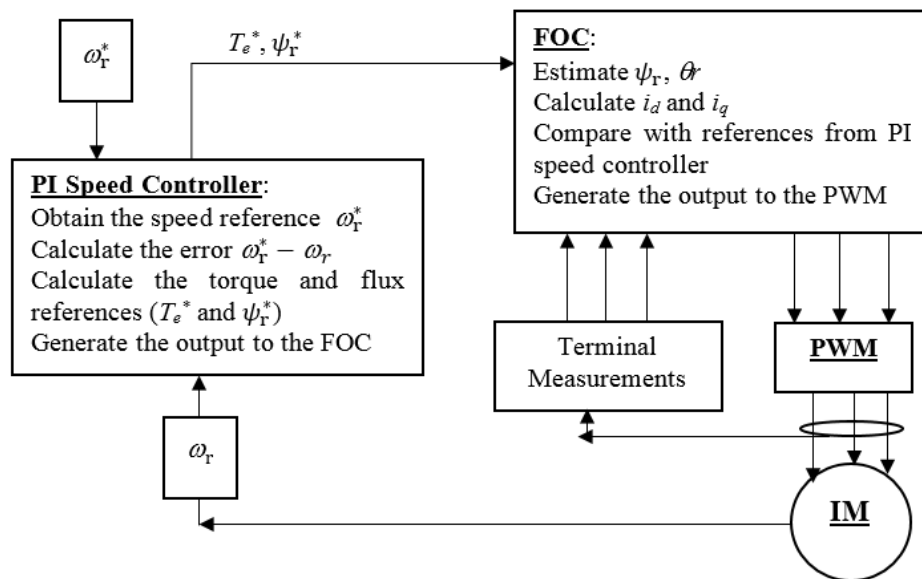 ω_r^*
T_e^*, ψ_r^*
FOC:
Estimate ψ_r, θr
Calculate i_d and i_q
Compare with references from PI
speed controller
Generate the output to the PWM
PI Speed Controller:
Obtain the speed reference ω_r^*
Calculate the error ω_r^* − ω_r
Calculate the torque and flux
references (T_e^* and ψ_r^*)
Generate the output to the FOC
Terminal
Measurements
PWM
ω_r
IM